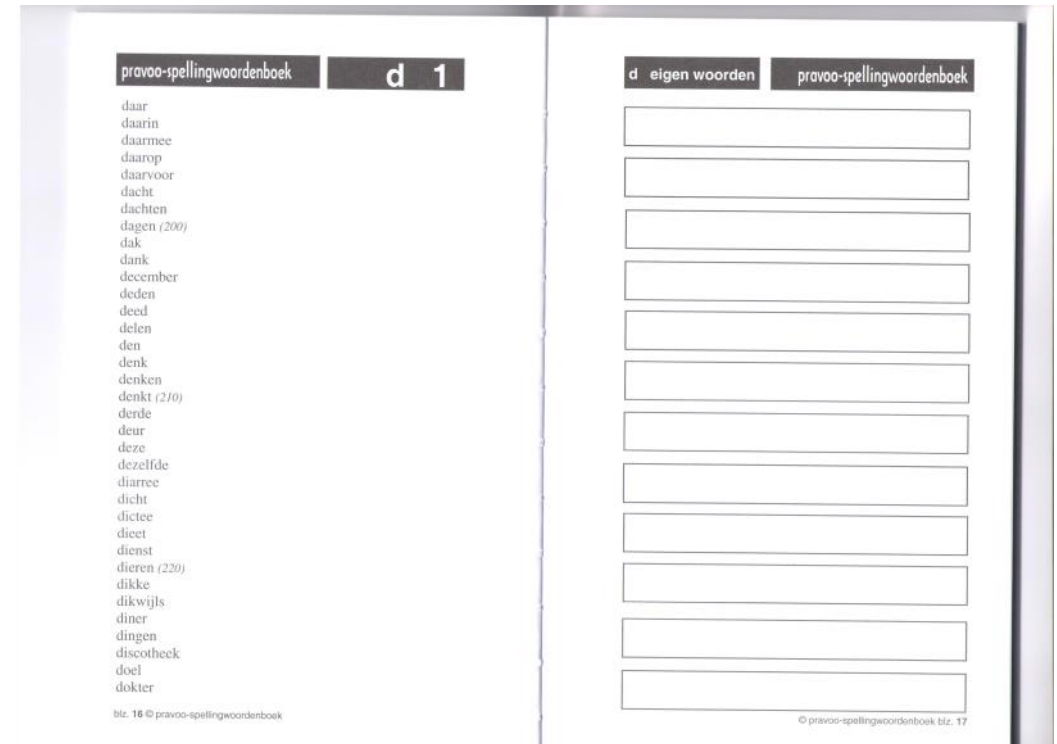 pravoo-spellingwoordenboek d 1
daar
daarin
daarmee
daarop
daarvoor
dacht
dachten
dagen (200)
dak
dank
december
deden
deed
delen
den
denk
denken
denkt (210)
derde
deur
deze
dezelfde
diarree
dicht
dictee
dieet
dienst
dieren (220)
dikke
dikwijls
diner
dingen
discotheek
doel
dokter
blz. 16 © pravoo-spellingwoordenboek
d eigen woorden pravoo-spellingwoordenboek
© pravoo-spellingwoordenboek blz. 17